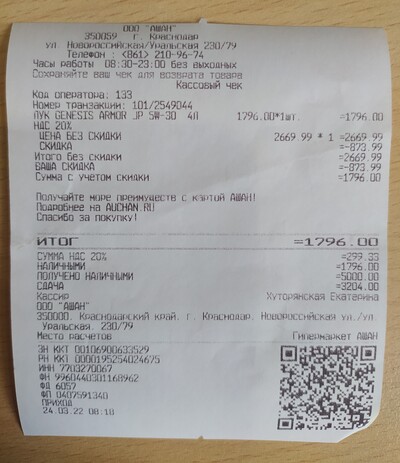 ООО "АШАН"
350059 г. Краснодар
ул. Новороссийская/Уральская 230/79
Телефон : <861> 210-96-74
Часы работы 08:30-23:00 без выходных
Сохраняйте ваш чек для возврата товара
Кассовый чек
Код оператора: 133
Номер транзакции: 101/2549044
ЛУК GENESIS ARMOR JP 5W-30 4Л 1796.00*1шт. =1796.00
НДС 20%
ЦЕНА БЕЗ СКИДКИ 2669.99 * 1 =2669.99
СКИДКА =-873.99
Итого без скидки =2669.99
ВАША СКИДКА =-873.99
Сумма с учетом скидки =1796.00
Получайте море преимуществ с картой АШАН!
Подробнее на AUCHAN.RU
Спасибо за покупку!
ИТОГ =1796.00
СУММА НДС 20% =299.33
НАЛИЧНЫМИ =1796.00
ПОЛУЧЕНО НАЛИЧНЫМИ =5000.00
СДАЧА =3204.00
Кассир Хуторянская Екатерина
ООО "АШАН"
350000, Краснодарский край, г. Краснодар, Новороссийская ул./ул.
Уральская, 230/79
Место расчетов Гипермаркет АШАН
ЗН ККТ 00106900633529
РН ККТ 0001955254024675
ИНН 7703270067
ФН 9960440301168962
ФД 6057
ФП 0407591340
ПРИХОД
24.03.22 08:18